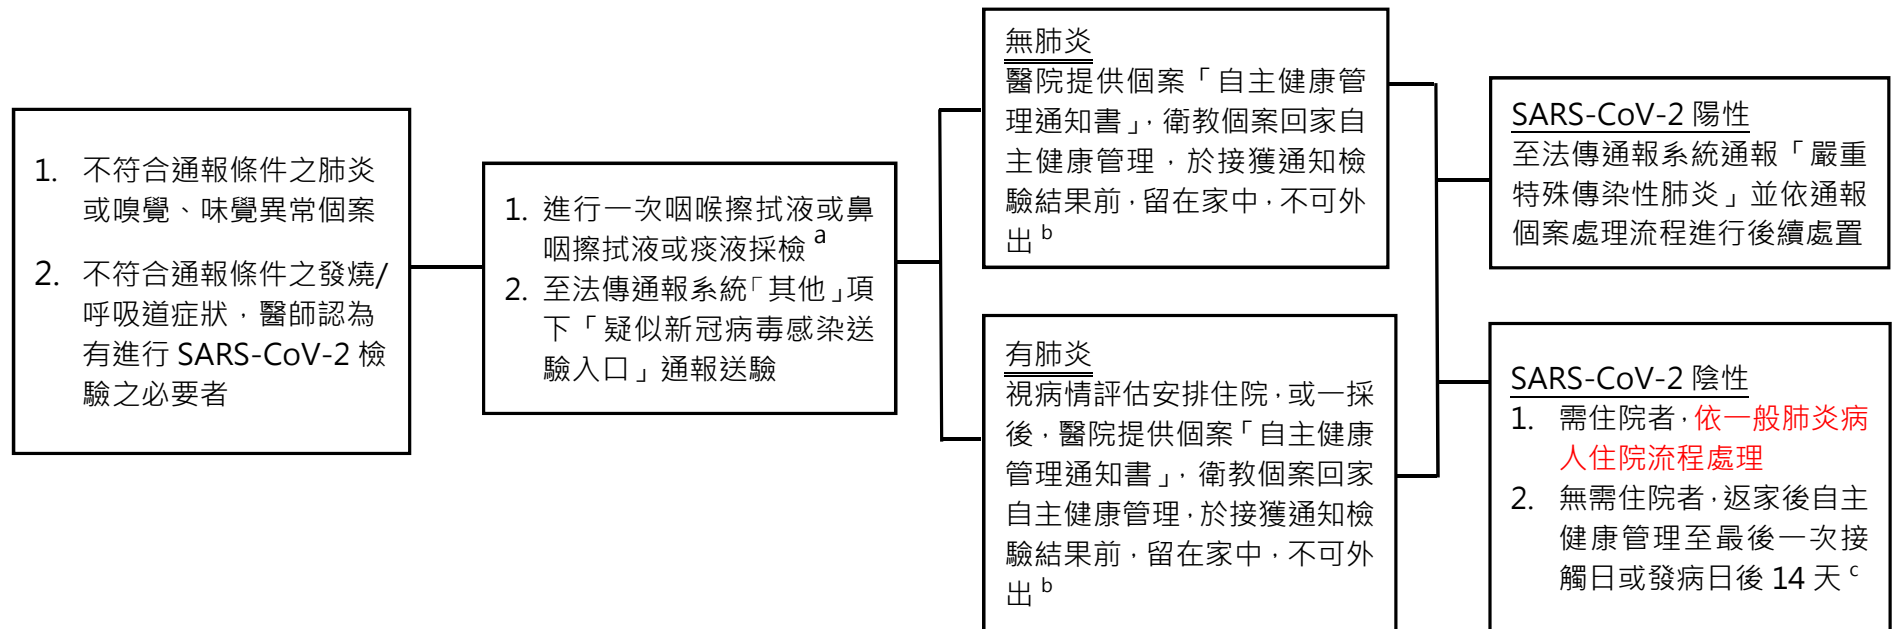 1. 不符合通報條件之肺炎
或嗅覺、味覺異常個案
2. 不符合通報條件之發燒/
呼吸道症狀，醫師認為
有進行 SARS-CoV-2 檢
驗之必要者
1. 進行一次咽喉擦拭液或鼻
咽擦拭液或痰液採檢 a
2. 至法傳通報系統「其他」項
下「疑似新冠病毒感染送
驗入口」通報送驗
無肺炎
醫院提供個案「自主健康管
理通知書」，衛教個案回家自
主健康管理，於接獲通知檢
驗結果前，留在家中，不可外
出 b
有肺炎
視病情評估安排住院，或一採
後，醫院提供個案「自主健康
管理通知書」，衛教個案回家
自主健康管理，於接獲通知檢
驗結果前，留在家中，不可外
出 b
SARS-CoV-2 陽性
至法傳通報系統通報「嚴重
特殊傳染性肺炎」並依通報
個案處理流程進行後續處置
SARS-CoV-2 陰性
1. 需住院者，依一般肺炎病
人住院流程處理
2. 無需住院者，返家後自主
健康管理至最後一次接
觸日或發病日後 14 天 c